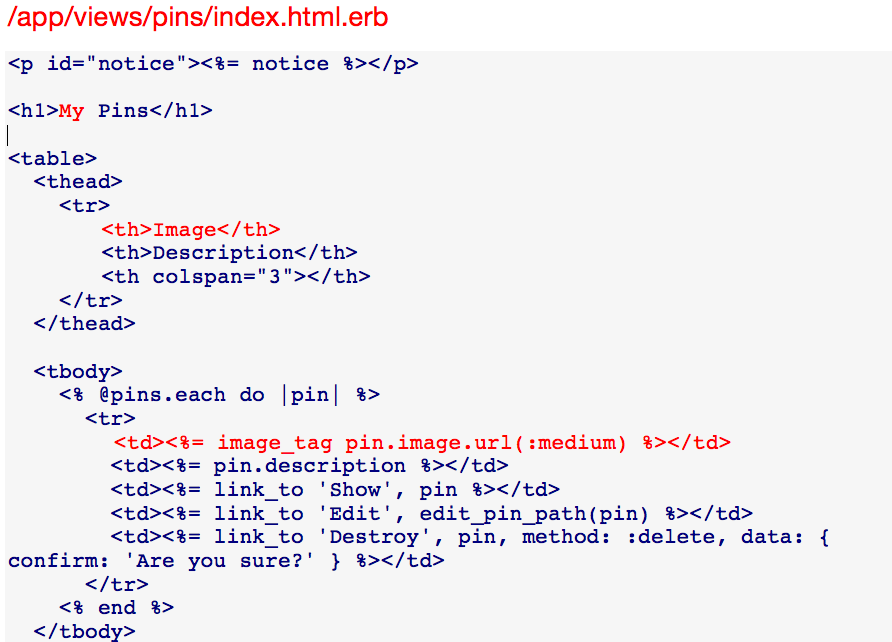 /app/views/pins/index.html.erb
<p id="notice"><%= notice %></p>
<h1>My Pins</h1>
<table>
<thead>
<tr>
<th>Image</th>
<th>Description</th>
<th colspan="3"></th>
</tr>
</thead>
<tbody>
<% @pins.each do |pin| %>
<tr>
<td><%= image_tag pin.image.url(:medium) %></td>
<td><%= pin.description %></td>
<td><%= link_to 'Show', pin %></td>
<td><%= link_to 'Edit', edit_pin_path(pin) %></td>
<td><%= link_to 'Destroy', pin, method: :delete, data: {
confirm: 'Are you sure?' } %></td>
</tr>
<% end %>
</tbody>